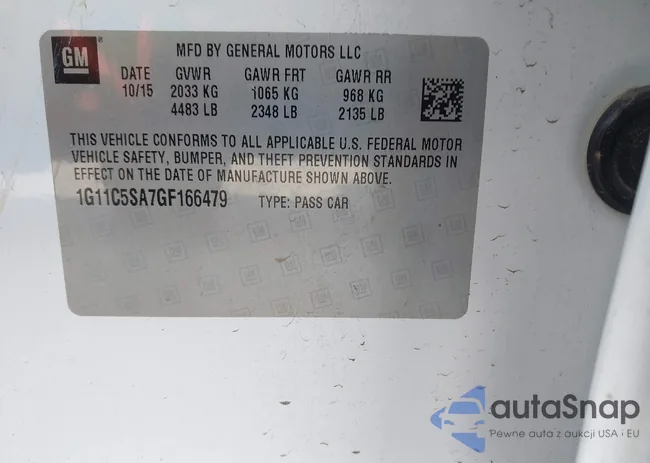 GM
MFD BY GENERAL MOTORS LLC
DATE GVWR GAWR FRT GAWR RR
10/15 2033 KG 1065 KG 968 KG
4483 LB 2348 LB 2135 LB
THIS VEHICLE CONFORMS TO ALL APPLICABLE U.S. FEDERAL MOTOR
VEHICLE SAFETY, BUMPER, AND THEFT PREVENTION STANDARDS IN
EFFECT ON THE DATE OF MANUFACTURE SHOWN ABOVE.
1G11C5SA7GF166479 TYPE: PASS CAR
autoSnap
Pewne auta z aukcji USA i EU